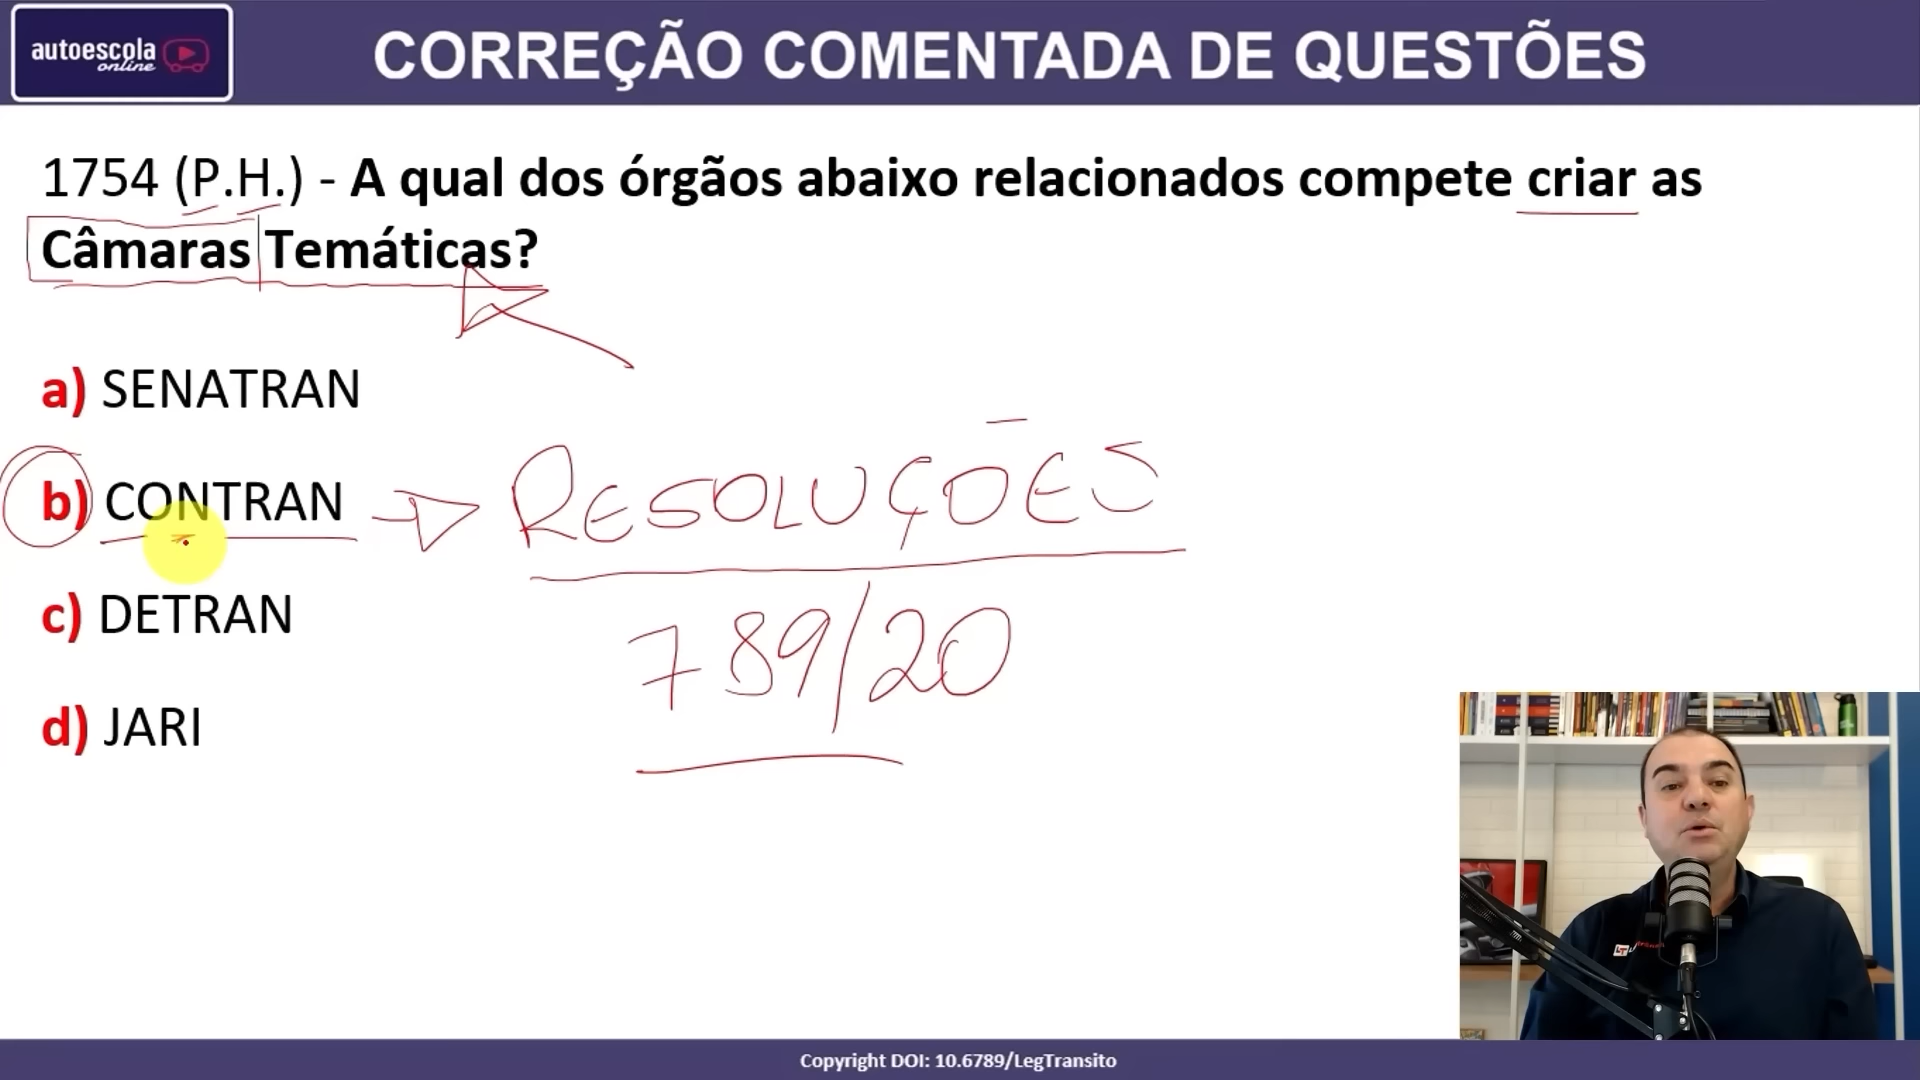 autoescola
online
CORREÇÃO COMENTADA DE QUESTÕES
1754 (P.H.) - A qual dos órgãos abaixo relacionados compete criar as
Câmaras Temáticas?
a) SENATRAN
b) CONTRAN
RESOLUÇÕES
789/20
c) DETRAN
d) JARI
Copyright DOI: 10.6789/LegTransito